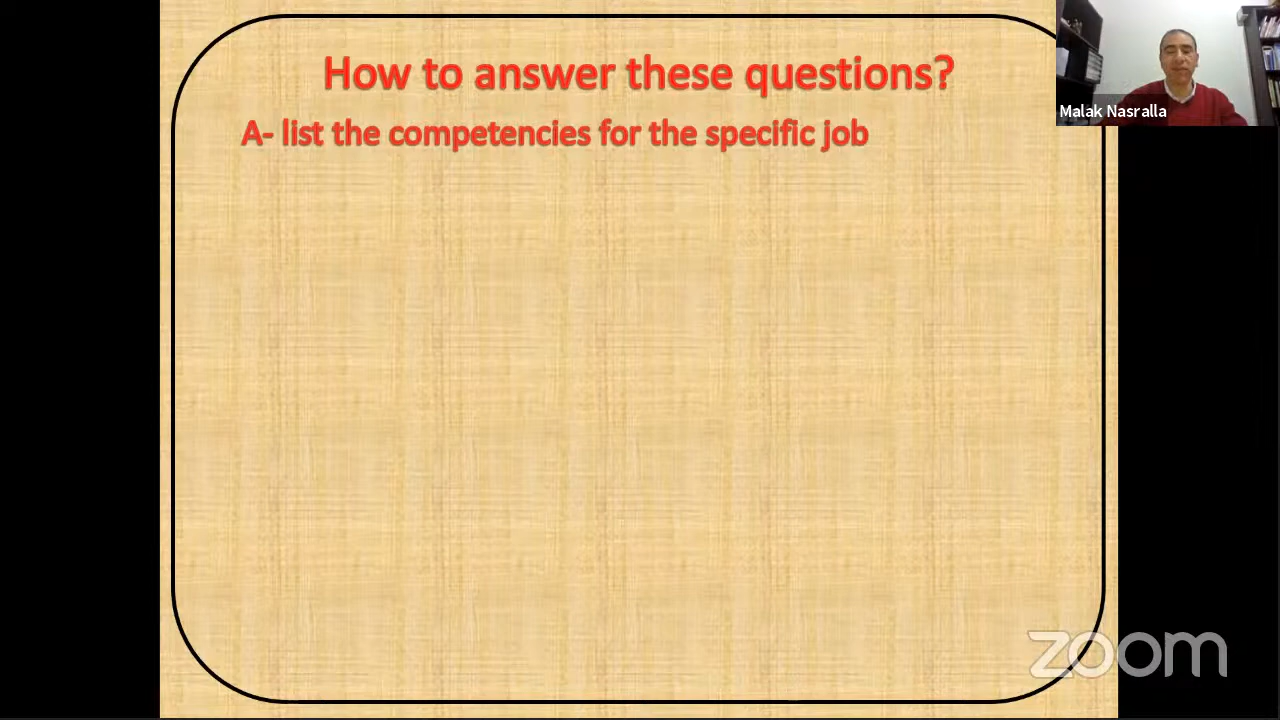 How to answer these questions?
A- list the competencies for the specific job
Malak Nasralla
zoom